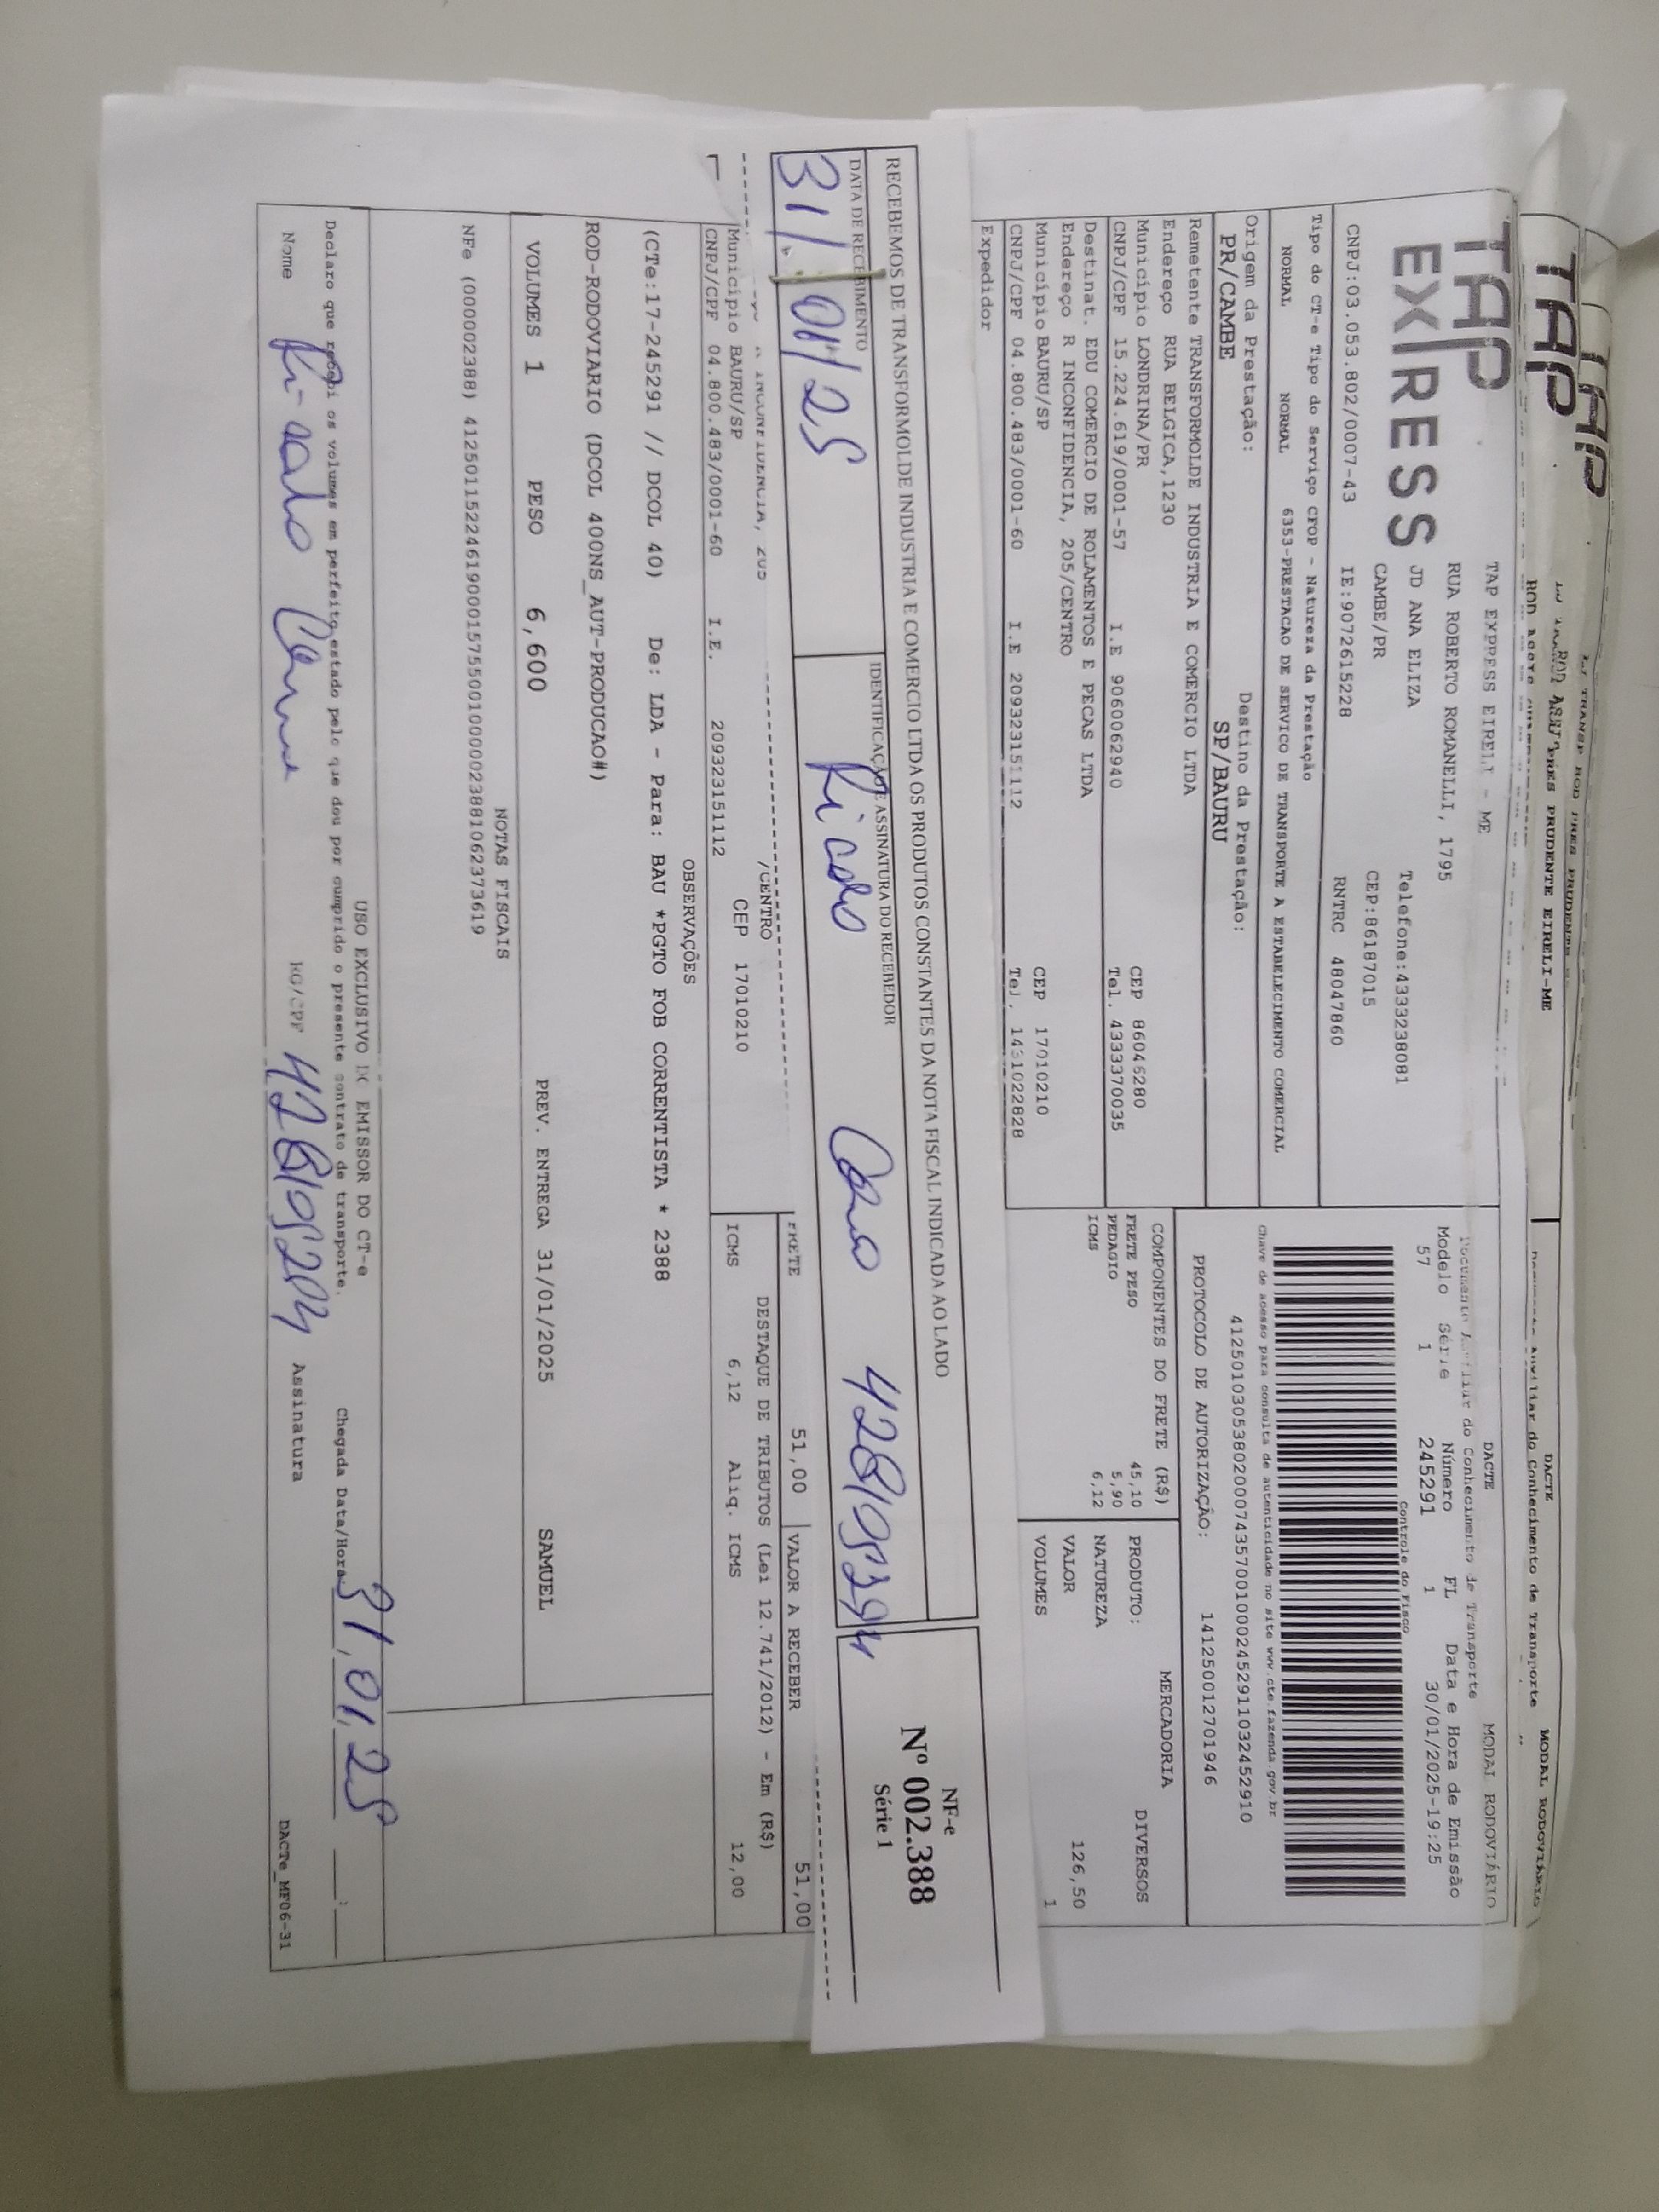 TAP
TAP
DACTE
MODAL RODOVIÁRIO
TAP EXPRESS
TAP EXPRESS EIRELI - ME
RUA ROBERTO ROMANELLI, 1795
JD ANA ELIZA
Telefone:4333238081
CAMBE/PR
CEP:86187015
CNPJ:03.053.802/0007-43
IE:9072615228
RNTRC 48047860
DACTE
MODAL RODOVIÁRIO
Documento Auxiliar do Conhecimento de Transporte
Modelo Série Número FL Data e Hora de Emissão
57 1 245291 1 30/01/2025-19:25
Controle do Fisco
Chave de acesso para consulta de autenticidade no site www.cte.fazenda.gov.br
41250103053802000743570010002452911032452910
PROTOCOLO DE AUTORIZAÇÃO: 141250012701946
Tipo do CT-e Tipo do Serviço CFOP - Natureza da Prestação
NORMAL NORMAL 6353-PRESTACAO DE SERVICO DE TRANSPORTE A ESTABELECIMENTO COMERCIAL
Origem da Prestação: Destino da Prestação:
PR/CAMBE SP/BAURU
Remetente TRANSFORMOLDE INDUSTRIA E COMERCIO LTDA
Endereço RUA BELGICA,1230
Município LONDRINA/PR CEP 86046280
CNPJ/CPF 15.224.619/0001-57 I.E 9060062940 Tel. 4333370035
Destinat. EDU COMERCIO DE ROLAMENTOS E PECAS LTDA
Endereço R INCONFIDENCIA, 205/CENTRO
Município BAURU/SP CEP 17010210
CNPJ/CPF 04.800.483/0001-60 I.E 209323151112 Tel.
Expedidor
COMPONENTES DO FRETE (R$)
FRETE PESO 45,10
PEDAGIO 5,90
ICMS 6,12
MERCADORIA
PRODUTO: DIVERSOS
NATUREZA
VALOR 126,50
VOLUMES 1
RECEBEMOS DE TRANSFORMOLDE INDUSTRIA E COMERCIO LTDA OS PRODUTOS CONSTANTES DA NOTA FISCAL INDICADA AO LADO
DATA DE RECEBIMENTO
31/01/25
IDENTIFICAÇÃO E ASSINATURA DO RECEBEDOR
NF-e
Nº 002.388
Série 1
INCONFIDENCIA, 205 /CENTRO
Município BAURU/SP CEP 17010210
CNPJ/CPF 04.800.483/0001-60 I.E. 209323151112
FRETE 51,00 VALOR A RECEBER 51,00
DESTAQUE DE TRIBUTOS (Lei 12.741/2012) - Em (R$)
ICMS 6,12 Aliq. ICMS 12,00
OBSERVAÇÕES
(CTe:17-245291 // DCOL 40) De: LDA - Para: BAU *PGTO FOB CORRENTISTA * 2388
ROD-RODOVIARIO (DCOL 400NS_AUT-PRODUCAO#)
VOLUMES 1 PESO 6,600 PREV. ENTREGA 31/01/2025 SAMUEL
NOTAS FISCAIS
NFe (000002388) 41250115224619000157550010000023881062373619
USO EXCLUSIVO DO EMISSOR DO CT-e
Declaro que recebi os volumes em perfeito estado pelo que dou por cumprido o presente contrato de transporte.
Chegada Data/Hora 31/01/25
Nome
RG/CPF
Assinatura
DACTe_MF06-31